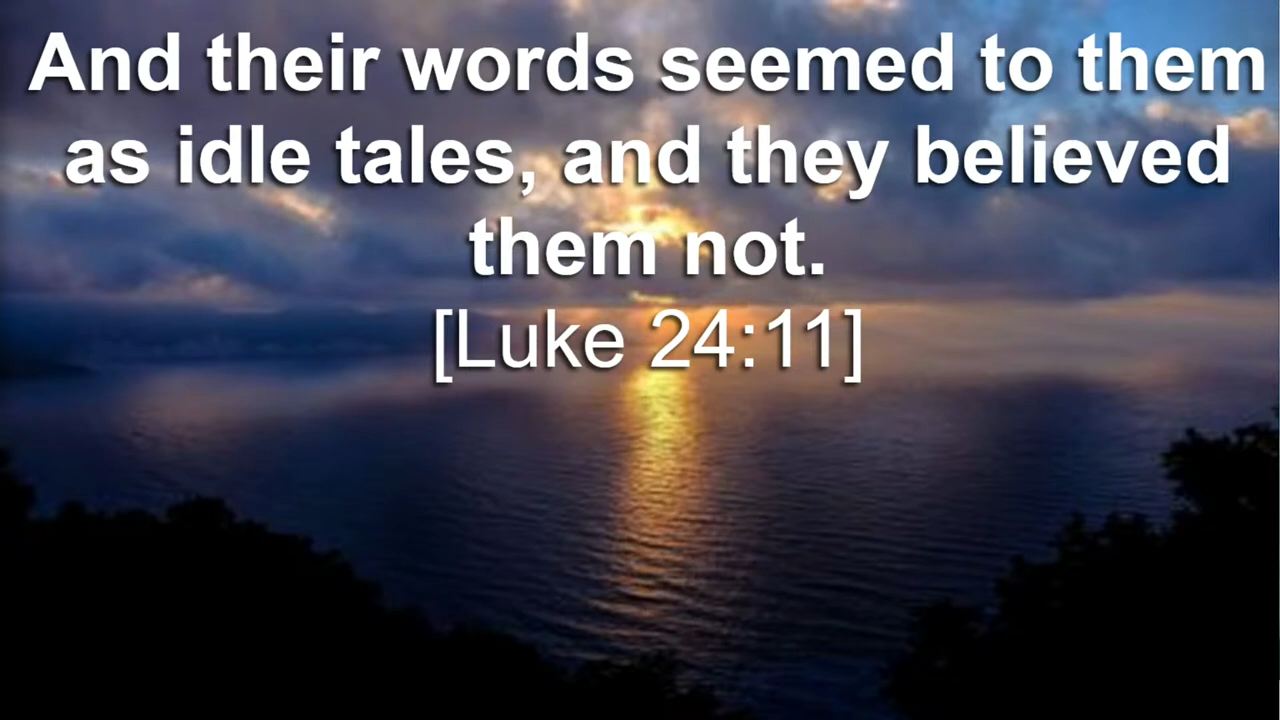 And their words seemed to them
as idle tales, and they believed
them not.
[Luke 24:11]